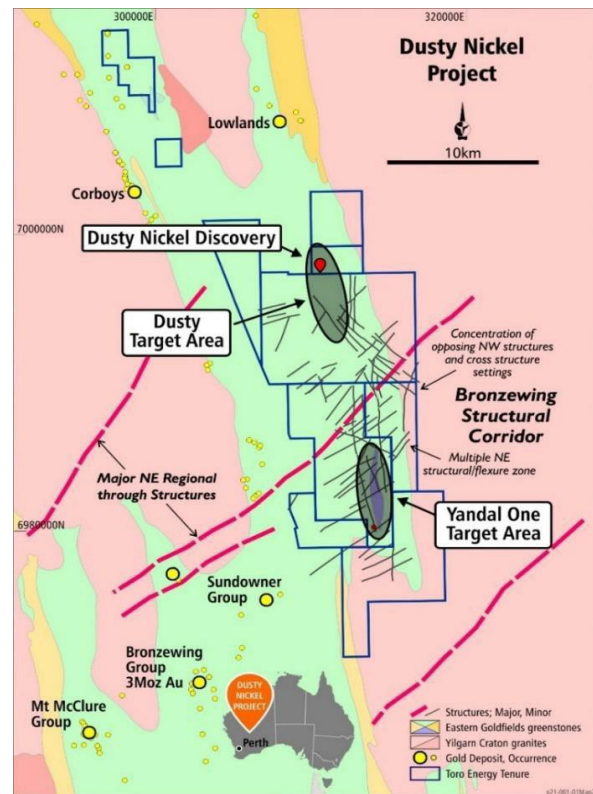 300000E
320000E
Dusty Nickel
Project
10km
Lowlands
Corboys
7000000N
Dusty Nickel Discovery
Dusty
Target Area
Concentration of
opposing NW structures
and cross structure
settings
Bronzewing
Structural
Corridor
Multiple NE
structural/flexure zone
Major NE Regional
through Structures
Yandal One
Target Area
6980000N
Sundowner
Group
Bronzewing
Group
3Moz Au
Mt McClure
Group
DUSTY
NICKEL
PROJECT
Perth
Structures; Major, Minor
Eastern Goldfields greenstones
Yilgarn Craton granites
Gold Deposit, Occurrence
Toro Energy Tenure